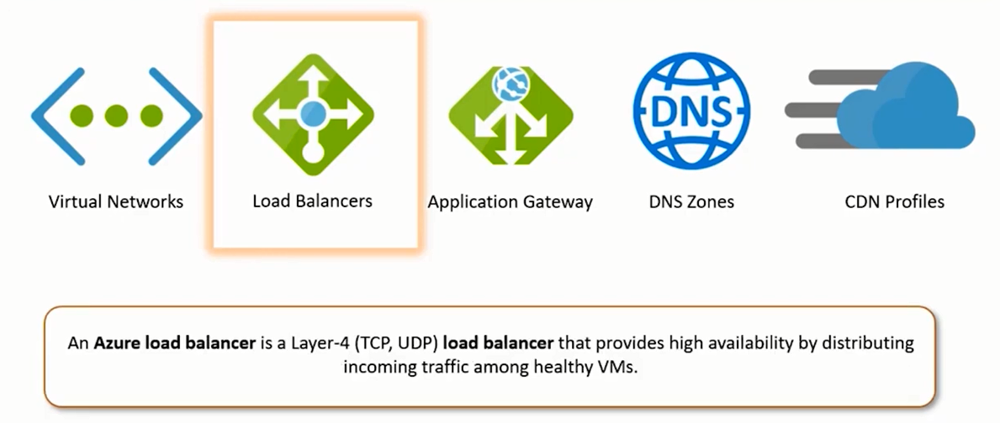 DNS
Virtual Networks
Load Balancers
Application Gateway
DNS Zones
CDN Profiles
An Azure load balancer is a Layer-4 (TCP, UDP) load balancer that provides high availability by distributing
incoming traffic among healthy VMs.